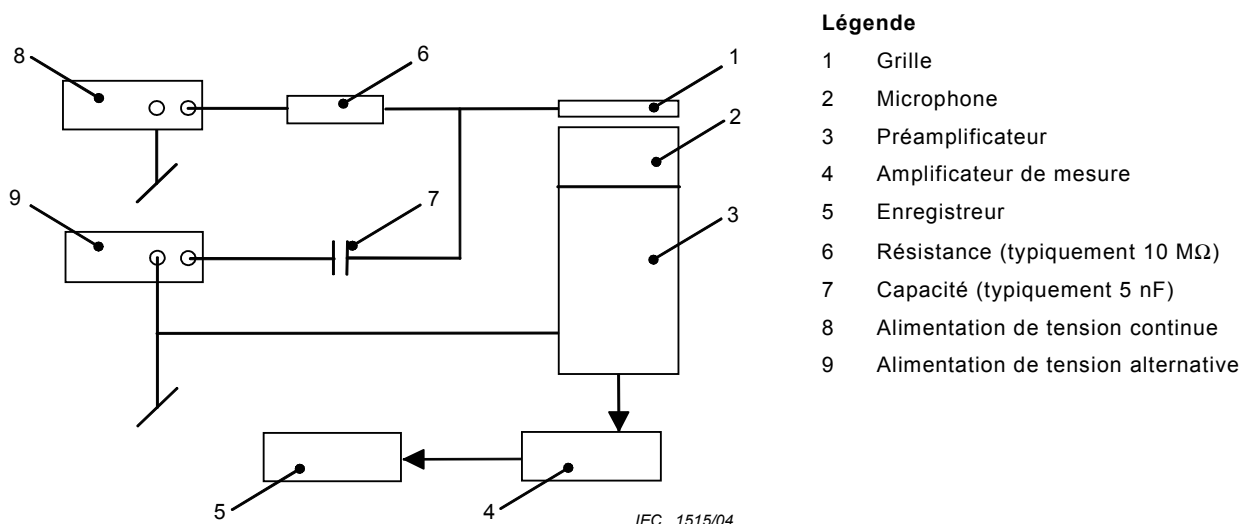 8
6
1
2
9
7
3
5
4
IEC 1515/04
Légende
1 Grille
2 Microphone
3 Préamplificateur
4 Amplificateur de mesure
5 Enregistreur
6 Résistance (typiquement 10 MΩ)
7 Capacité (typiquement 5 nF)
8 Alimentation de tension continue
9 Alimentation de tension alternative